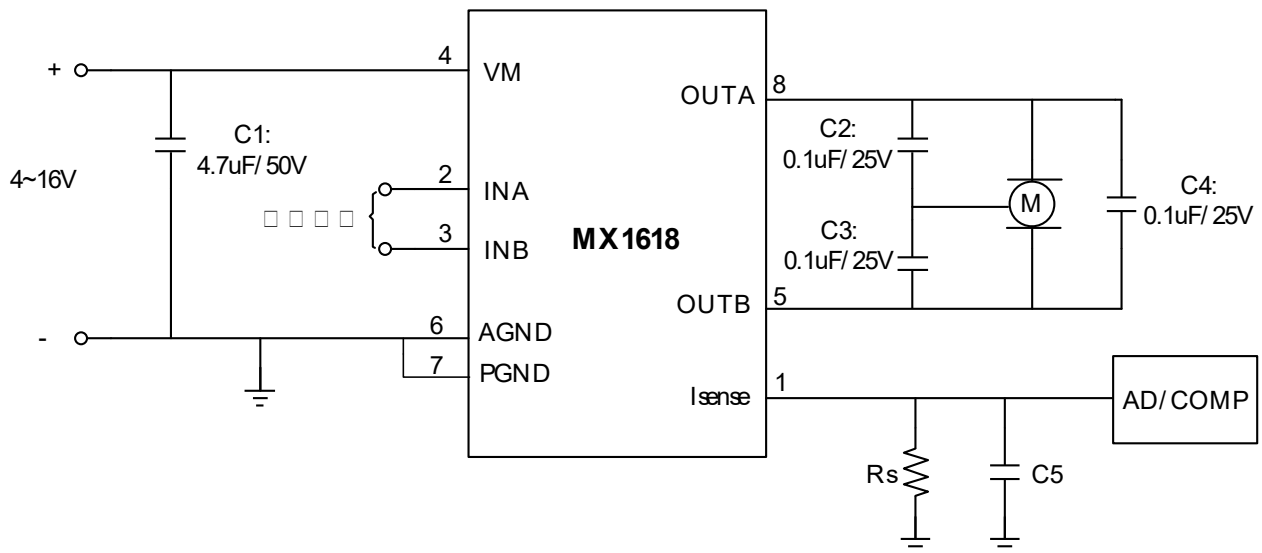 4
VM
+
OUTA
8
C1:
4.7uF/50V
C2:
0.1uF/25V
4~16V
2
INA
C4:
0.1uF/25V
M
MX1618
3
INB
C3:
0.1uF/25V
OUTB
5
-
6
AGND
7
PGND
Isense
1
AD/COMP
Rs
C5